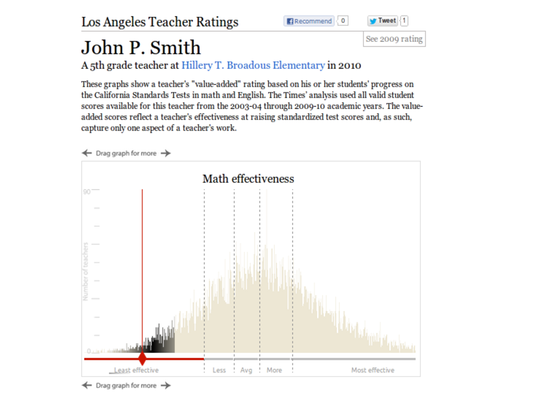 Los Angeles Teacher Ratings
Recommend 0
Tweet 1
See 2009 rating
John P. Smith
A 5th grade teacher at Hillery T. Broadous Elementary in 2010
These graphs show a teacher's "value-added" rating based on his or her students' progress on
the California Standards Tests in math and English. The Times' analysis used all valid student
scores available for this teacher from the 2003-04 through 2009-10 academic years. The value-
added scores reflect a teacher's effectiveness at raising standardized test scores and, as such,
capture only one aspect of a teacher's work.
Drag graph for more
Math effectiveness
90
Number of teachers
0
Least effective Less Avg More Most effective
Drag graph for more